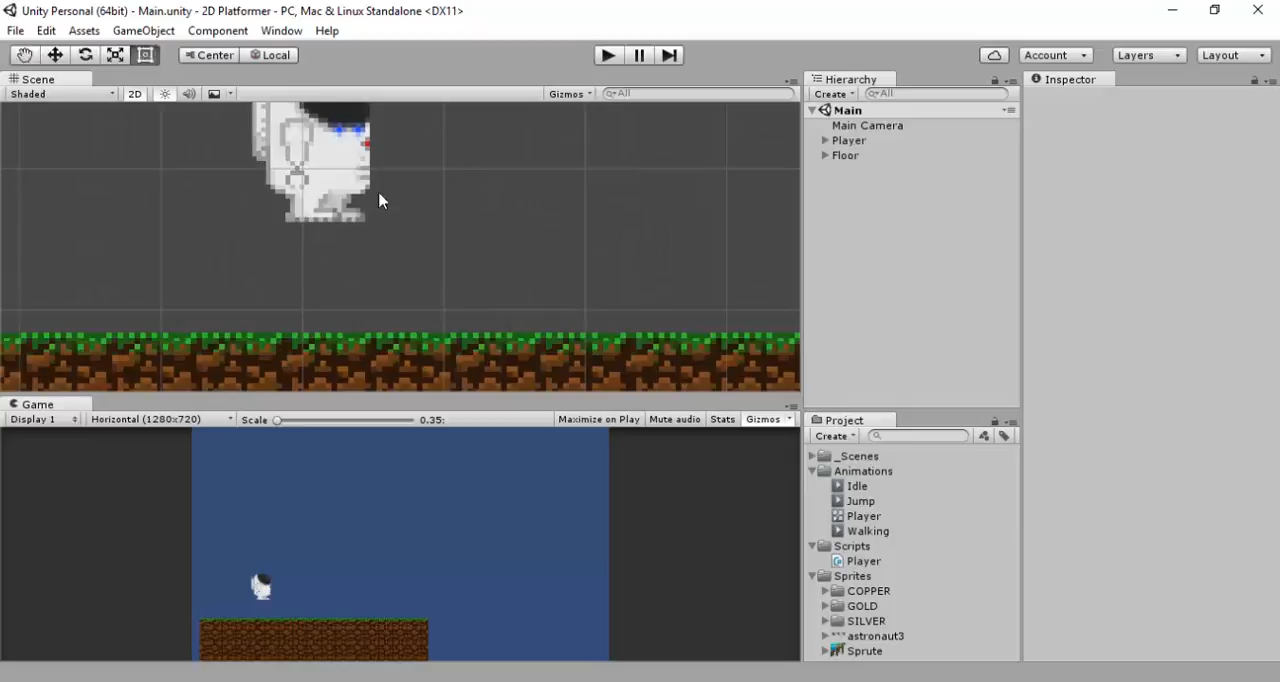 Unity Personal (64bit) - Main.unity - 2D Platformer - PC, Mac & Linux Standalone <DX11>
File Edit Assets GameObject Component Window Help
Center Local Account Layers Layout
Scene
Shaded 2D Gizmos All
Hierarchy
Create All
Main
Main Camera
Player
Floor
Inspector
Game
Display 1 Horizontal (1280x720) Scale 0.35: Maximize on Play Mute audio Stats Gizmos
Project
Create
_Scenes
Animations
Idle
Jump
Player
Walking
Scripts
Player
Sprites
COPPER
GOLD
SILVER
astronaut3
Sprute